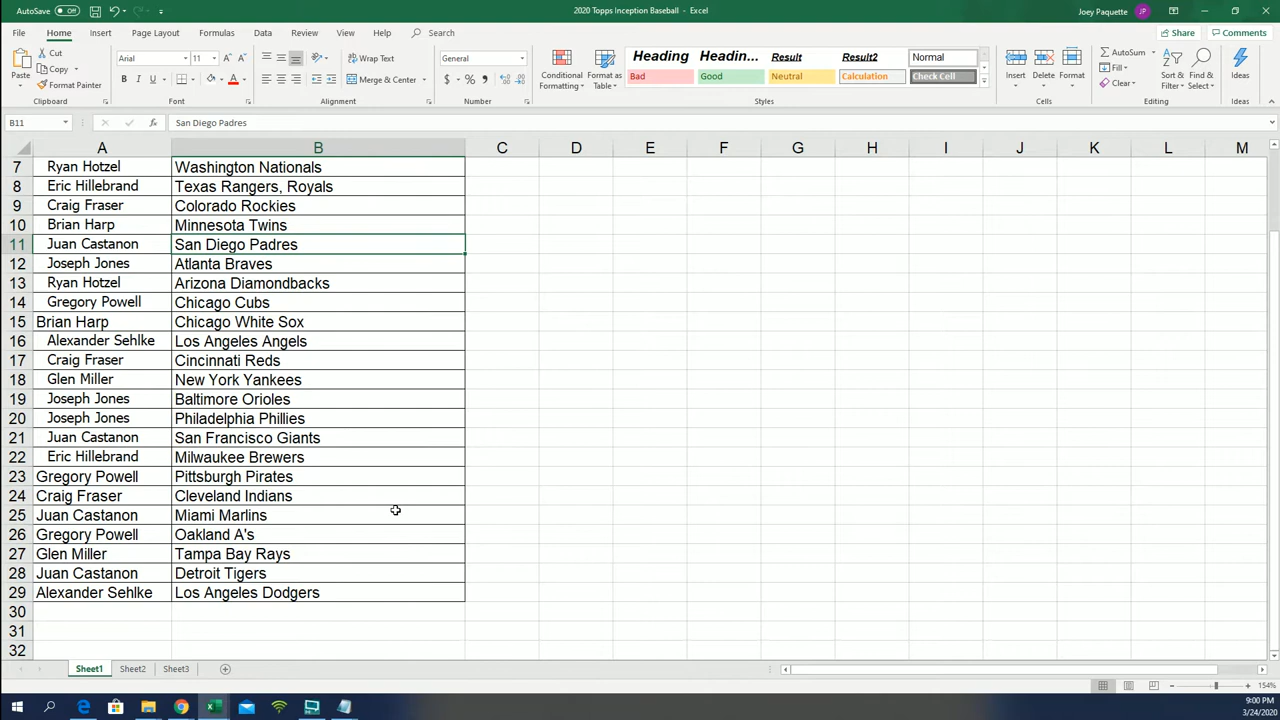 AutoSave Off
2020 Topps Inception Baseball - Excel
Joey Paquette JP
File Home Insert Page Layout Formulas Data Review View Help Search Share Comments
Paste Cut Copy Format Painter Clipboard
Arial 11 B I U Font
Wrap Text Merge & Center Alignment
General $ % Number
Conditional Formatting Format as Table
Heading Headin... Result Result2 Normal
Bad Good Neutral Calculation Check Cell
Styles
Insert Delete Format Cells
AutoSum Fill Clear Sort & Filter Find & Select Editing
Ideas Ideas
B11 fx San Diego Padres
A B C D E F G H I J K L M
7 Ryan Hotzel Washington Nationals
8 Eric Hillebrand Texas Rangers, Royals
9 Craig Fraser Colorado Rockies
10 Brian Harp Minnesota Twins
11 Juan Castanon San Diego Padres
12 Joseph Jones Atlanta Braves
13 Ryan Hotzel Arizona Diamondbacks
14 Gregory Powell Chicago Cubs
15 Brian Harp Chicago White Sox
16 Alexander Sehlke Los Angeles Angels
17 Craig Fraser Cincinnati Reds
18 Glen Miller New York Yankees
19 Joseph Jones Baltimore Orioles
20 Joseph Jones Philadelphia Phillies
21 Juan Castanon San Francisco Giants
22 Eric Hillebrand Milwaukee Brewers
23 Gregory Powell Pittsburgh Pirates
24 Craig Fraser Cleveland Indians
25 Juan Castanon Miami Marlins
26 Gregory Powell Oakland A's
27 Glen Miller Tampa Bay Rays
28 Juan Castanon Detroit Tigers
29 Alexander Sehlke Los Angeles Dodgers
30
31
32
Sheet1 Sheet2 Sheet3
154%
9:00 PM
3/24/2020